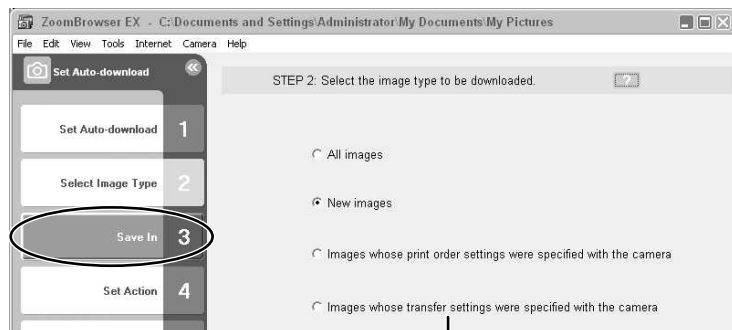 ZoomBrowser EX - C:\Documents and Settings\Administrator\My Documents\My Pictures
File Edit View Tools Internet Camera Help
Set Auto-download
STEP 2: Select the image type to be downloaded.
?
Set Auto-download 1
Select Image Type 2
Save In 3
Set Action 4
All images
New images
Images whose print order settings were specified with the camera
Images whose transfer settings were specified with the camera